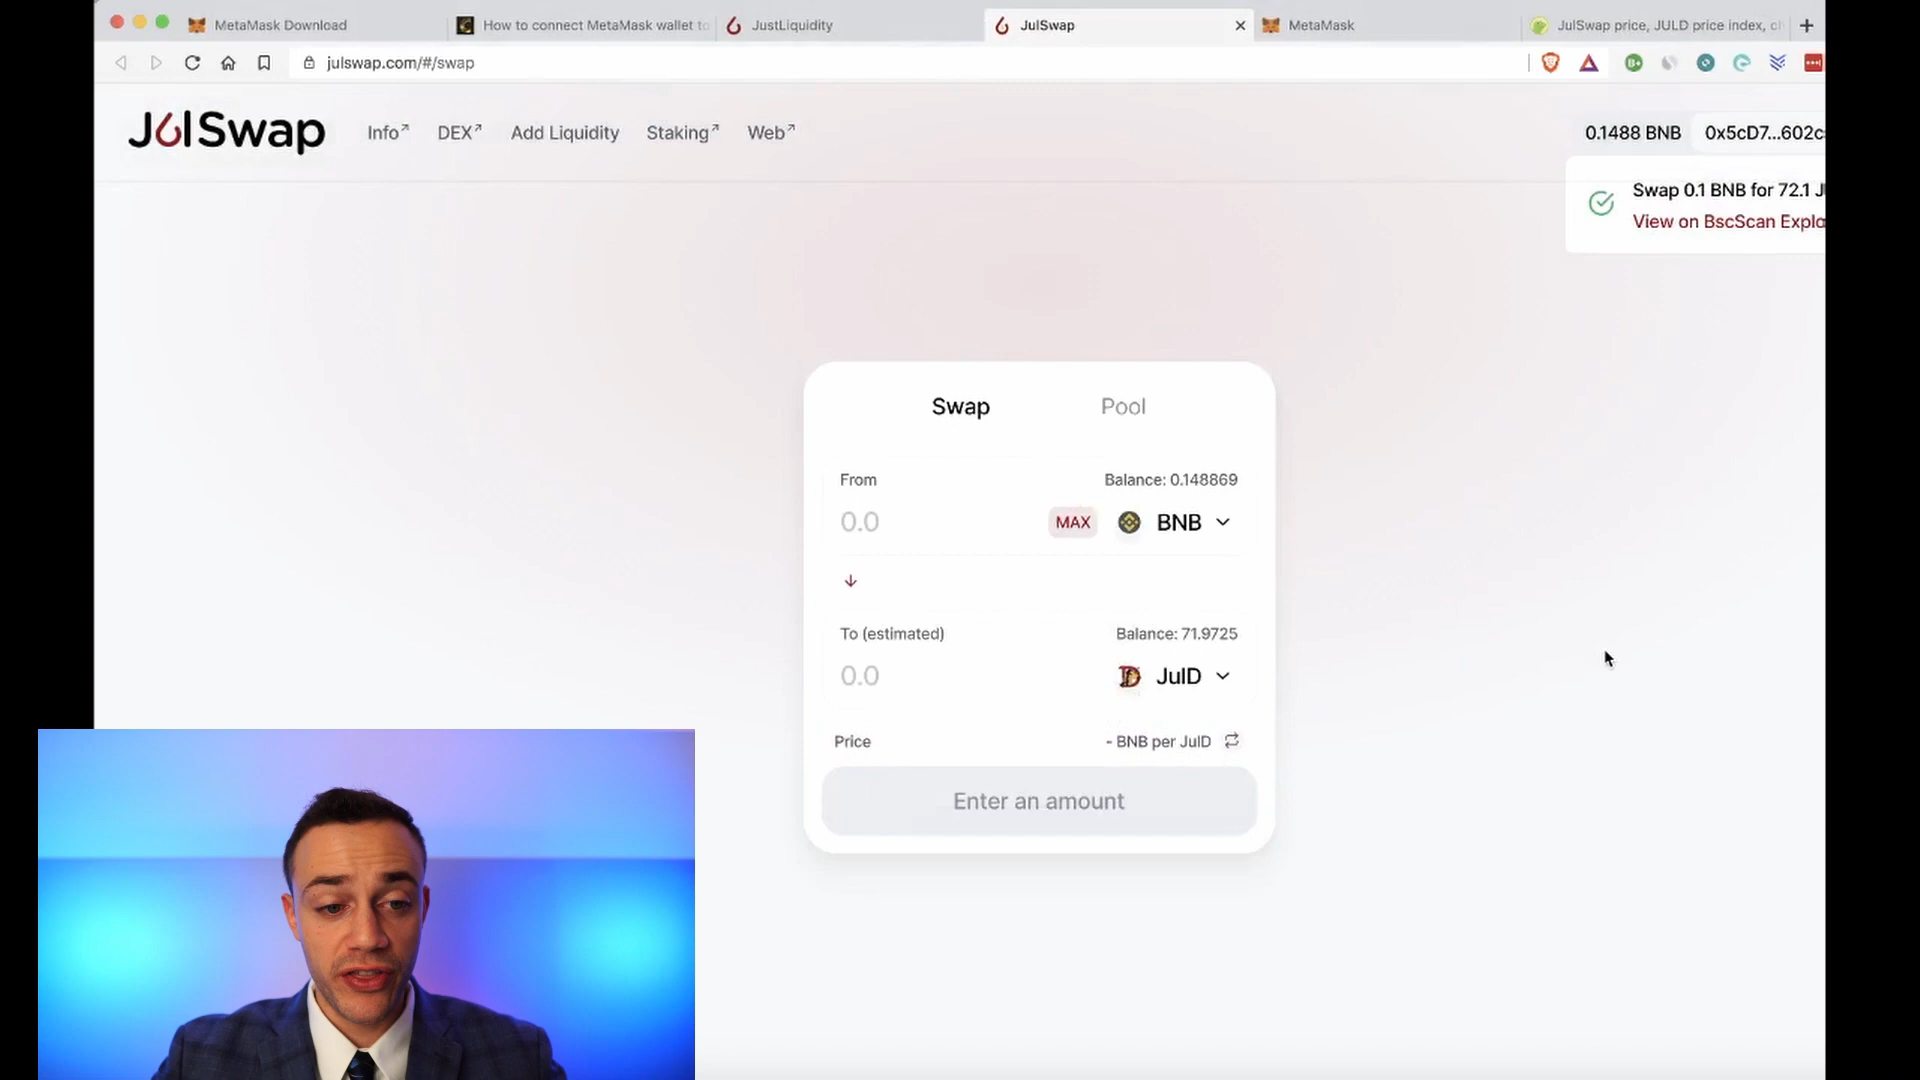 MetaMask Download
How to connect MetaMask wallet to
JustLiquidity
JulSwap
MetaMask
JulSwap price, JULD price index, ch
julswap.com/#/swap
JulSwap
Info
DEX
Add Liquidity
Staking
Web
0.1488 BNB
0x5cD7...602c
Swap 0.1 BNB for 72.1 J
View on BscScan Explo
Swap
Pool
From
Balance: 0.148869
0.0
MAX
BNB
To (estimated)
Balance: 71.9725
0.0
JulD
Price
- BNB per JulD
Enter an amount